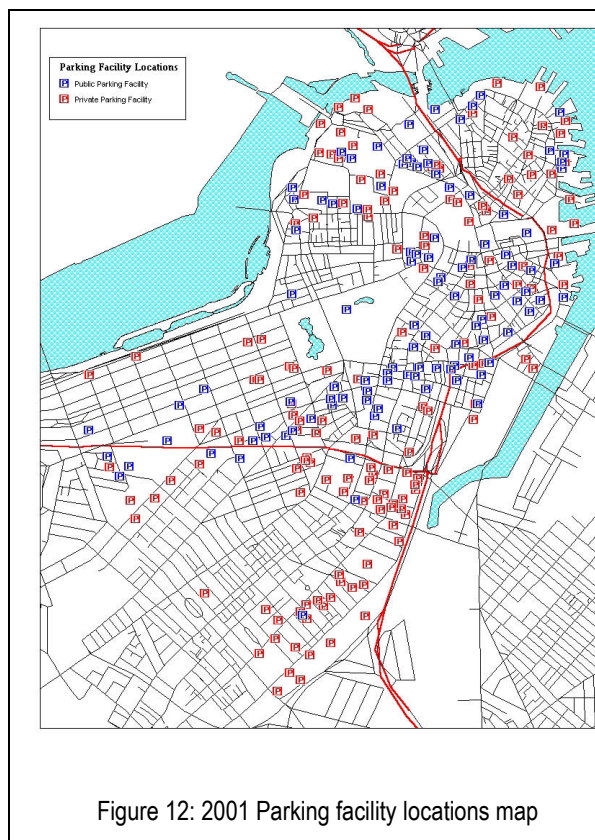 Parking Facility Locations
P Public Parking Facility
P Private Parking Facility
Figure 12: 2001 Parking facility locations map